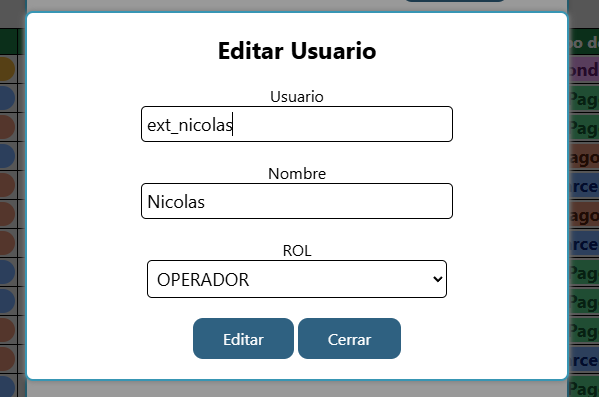 Editar Usuario
Usuario
ext_nicolas
Nombre
Nicolas
ROL
OPERADOR
Editar
Cerrar